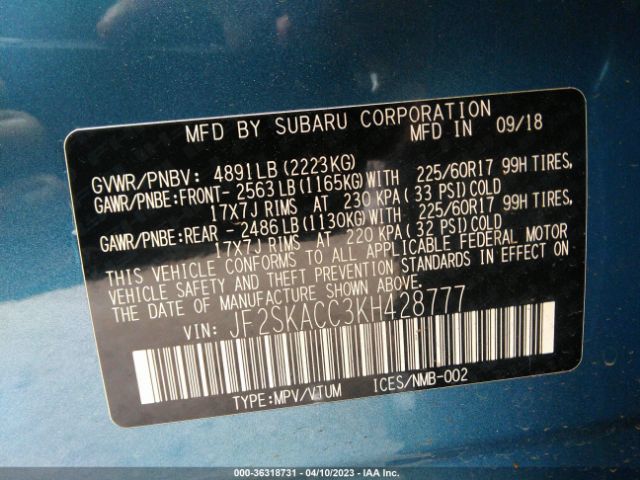 MFD BY SUBARU CORPORATION
MFD IN 09/18
GVWR/PNBV: 4891LB(2223KG)
GAWR/PNBE:FRONT- 2563LB(1165KG)WITH 225/60R17 99H TIRES,
17X7J RIMS AT 230 KPA(33 PSI)COLD
GAWR/PNBE:REAR -2486LB(1130KG)WITH 225/60R17 99H TIRES,
17X7J RIMS AT 220 KPA(32 PSI)COLD
THIS VEHICLE CONFORMS TO ALL APPLICABLE FEDERAL MOTOR
VEHICLE SAFETY AND THEFT PREVENTION STANDARDS IN EFFECT ON
THE DATE OF MANUFACTURE SHOWN ABOVE.
VIN: JF2SKACC3KH428777
TYPE:MPV/VTUM ICES/NMB-002
000-36318731 - 04/10/2023 - IAA Inc.